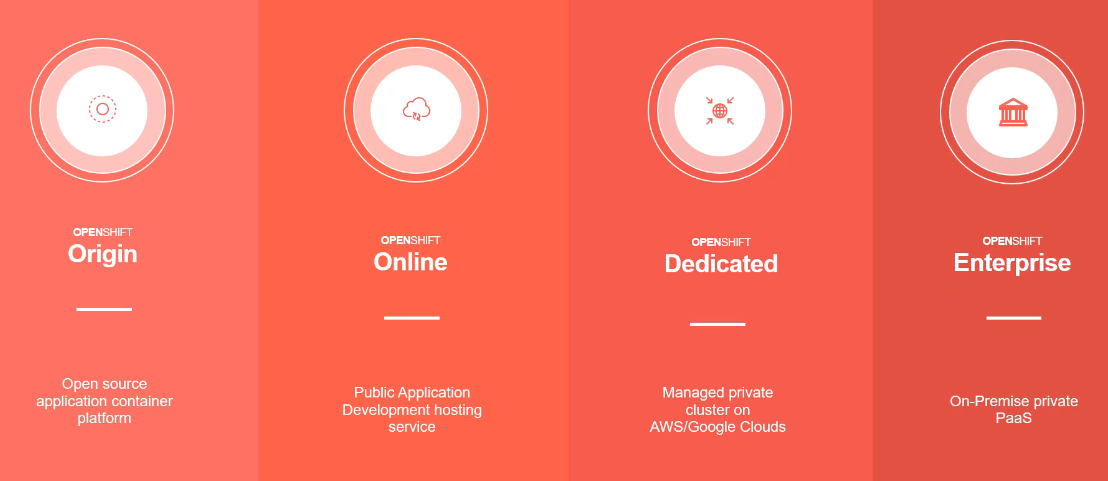 OPENSHIFT
Origin
Open source
application container
platform
OPENSHIFT
Online
Public Application
Development hosting
service
OPENSHIFT
Dedicated
Managed private
cluster on
AWS/Google Clouds
OPENSHIFT
Enterprise
On-Premise private
PaaS